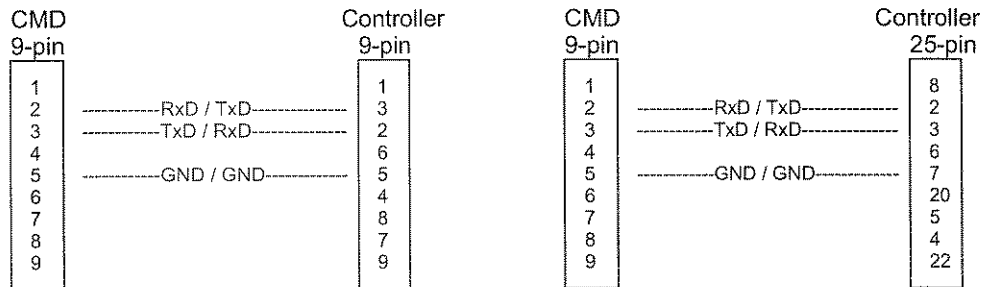 CMD Controller CMD Controller
9-pin 9-pin 9-pin 25-pin
1 1 1 8
2 RxD / TxD 3 2 RxD / TxD 2
3 TxD / RxD 2 3 TxD / RxD 3
4 6 4 6
5 GND / GND 5 5 GND / GND 7
6 4 6 20
7 8 7 5
8 7 8 4
9 9 9 22